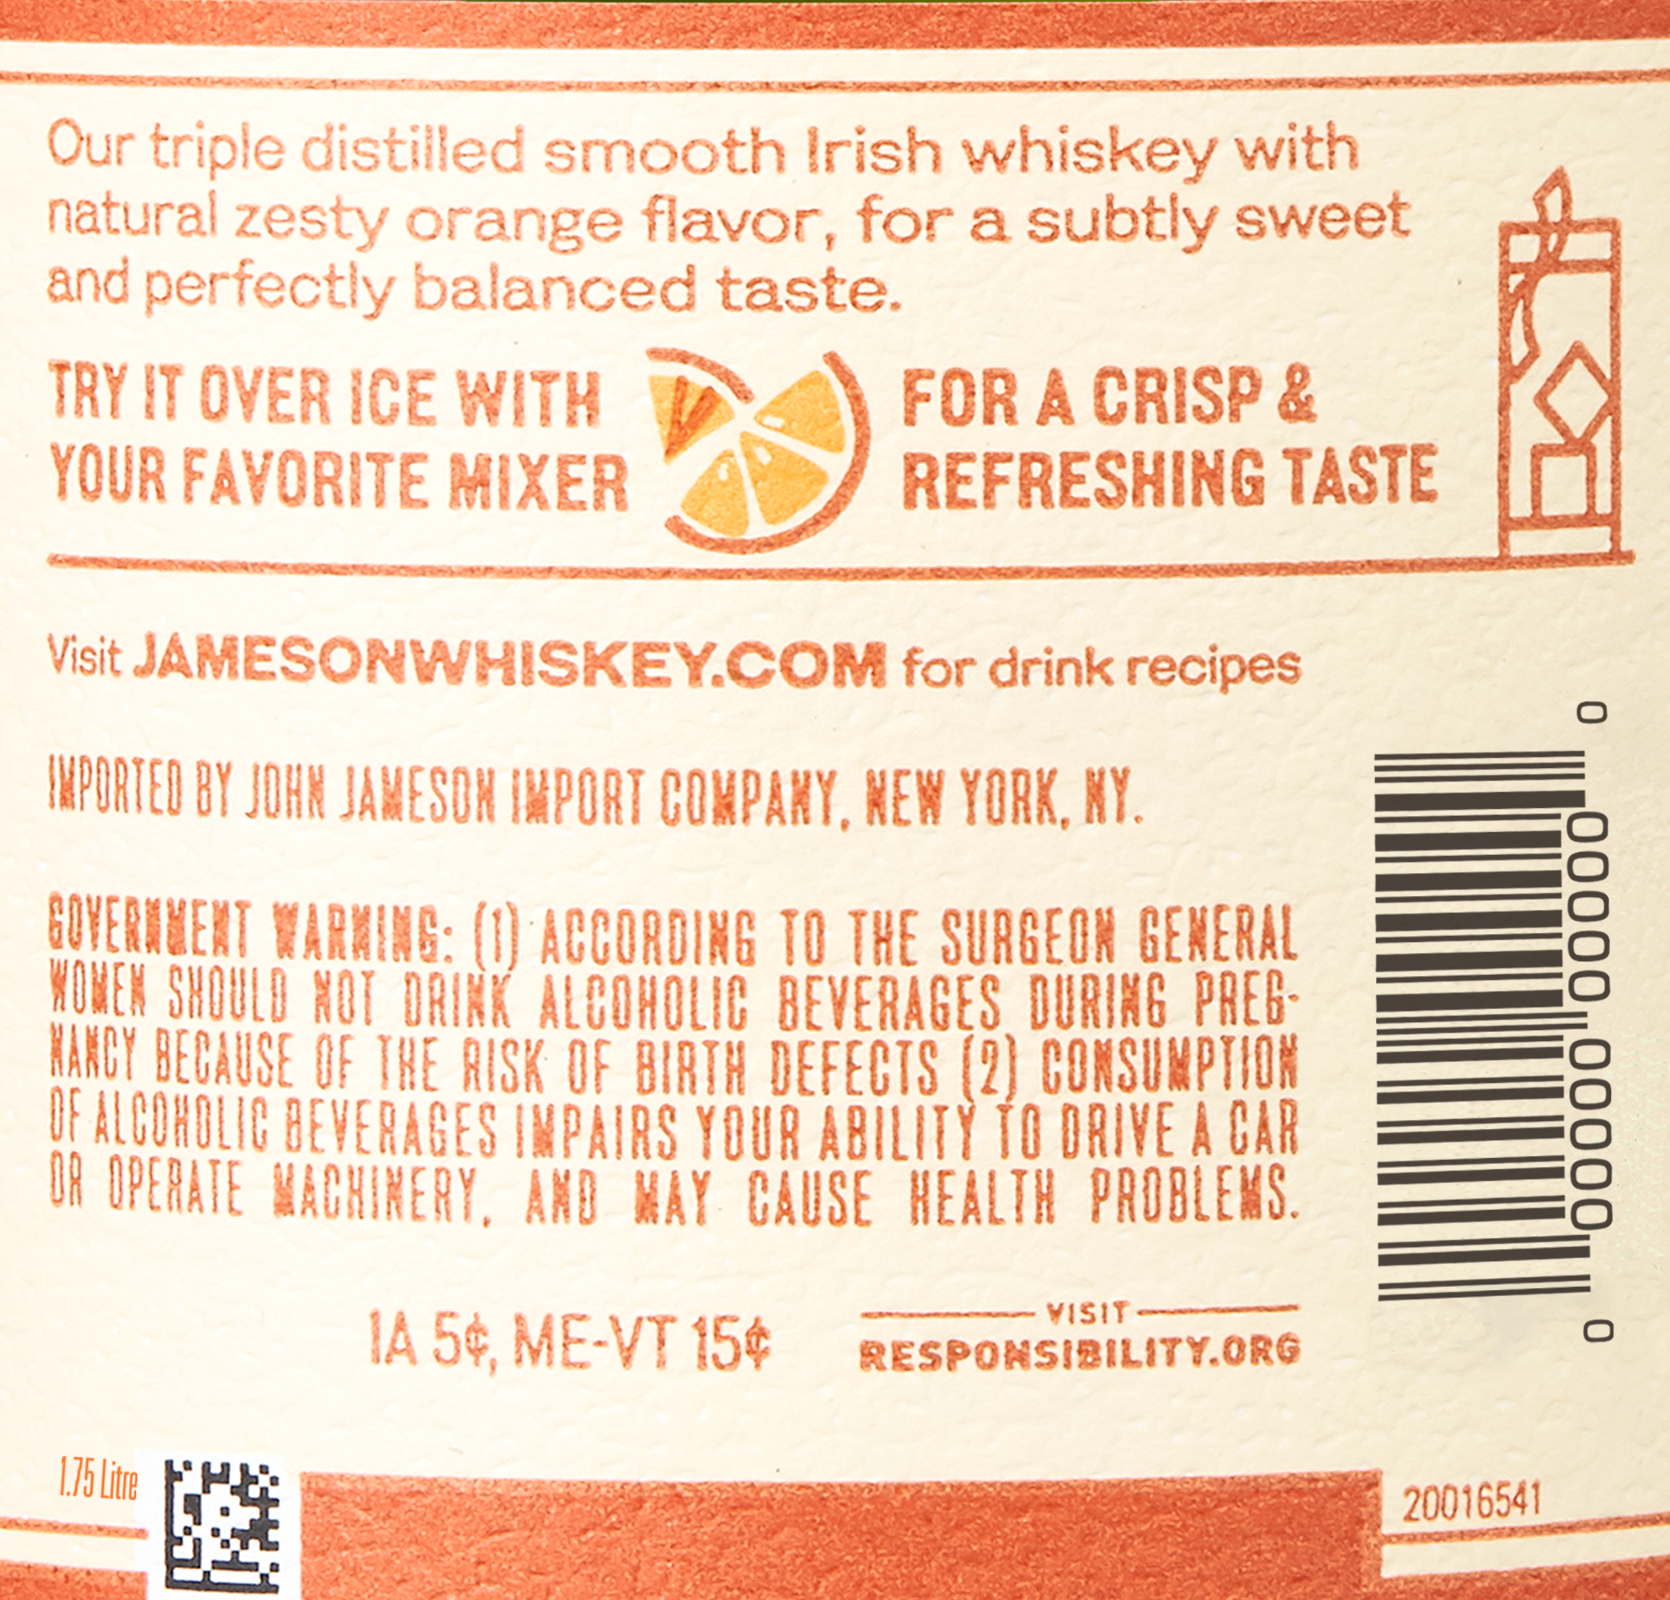 Our triple distilled smooth Irish whiskey with
natural zesty orange flavor, for a subtly sweet
and perfectly balanced taste.
TRY IT OVER ICE WITH
YOUR FAVORITE MIXER
FOR A CRISP &
REFRESHING TASTE
Visit JAMESONWHISKEY.COM for drink recipes
IMPORTED BY JOHN JAMESON IMPORT COMPANY, NEW YORK, NY.
GOVERNMENT WARNING: (1) ACCORDING TO THE SURGEON GENERAL
WOMEN SHOULD NOT DRINK ALCOHOLIC BEVERAGES DURING PREG-
NANCY BECAUSE OF THE RISK OF BIRTH DEFECTS (2) CONSUMPTION
OF ALCOHOLIC BEVERAGES IMPAIRS YOUR ABILITY TO DRIVE A CAR
OR OPERATE MACHINERY, AND MAY CAUSE HEALTH PROBLEMS.
IA 5¢, ME-VT 15¢
VISIT
RESPONSIBILITY.ORG
0 00000 00000 0
1.75 Litre
20016541